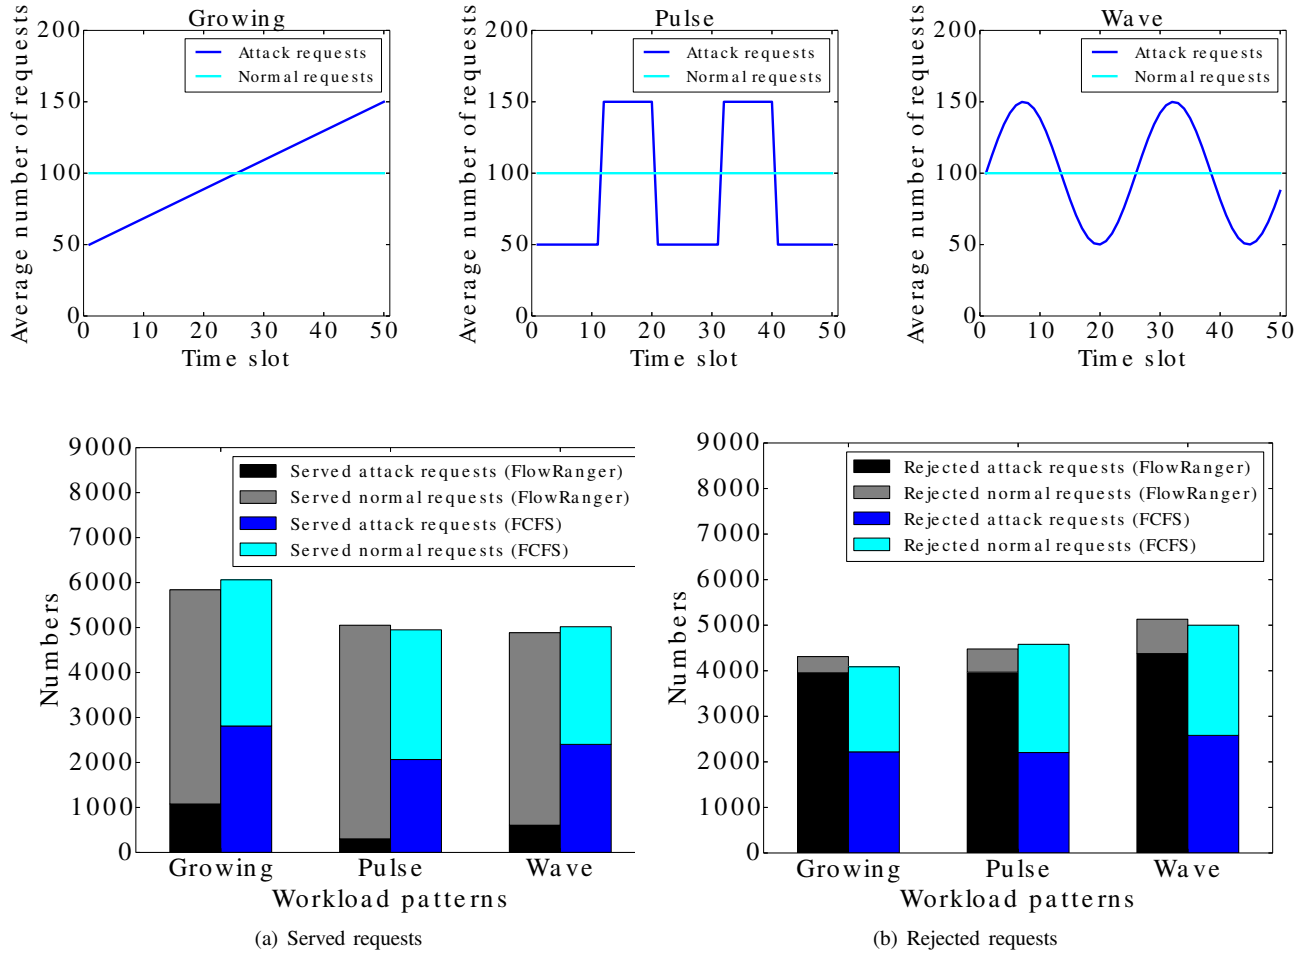 Growing
200
150
100
50
0
0
10
20
30
40
50
Average number of requests
Time slot
Attack requests
Normal requests
Pulse
200
150
100
50
0
0
10
20
30
40
50
Average number of requests
Time slot
Attack requests
Normal requests
Wave
200
150
100
50
0
0
10
20
30
40
50
Average number of requests
Time slot
Attack requests
Normal requests
9000
8000
7000
6000
5000
4000
3000
2000
1000
0
Numbers
Served attack requests (FlowRanger)
Served normal requests (FlowRanger)
Served attack requests (FCFS)
Served normal requests (FCFS)
Growing
Pulse
Wave
Workload patterns
(a) Served requests
9000
8000
7000
6000
5000
4000
3000
2000
1000
0
Numbers
Rejected attack requests (FlowRanger)
Rejected normal requests (FlowRanger)
Rejected attack requests (FCFS)
Rejected normal requests (FCFS)
Growing
Pulse
Wave
Workload patterns
(b) Rejected requests